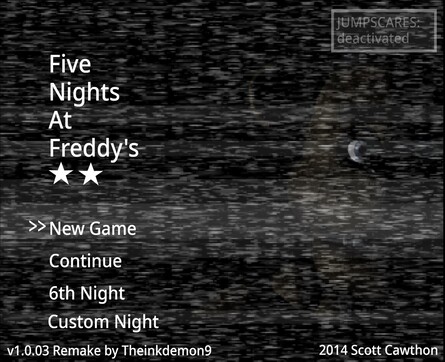 JUMPSCARES:
deactivated
Five
Nights
At
Freddy's
★★
>> New Game
Continue
6th Night
Custom Night
v1.0.03 Remake by Theinkdemon9
2014 Scott Cawthon